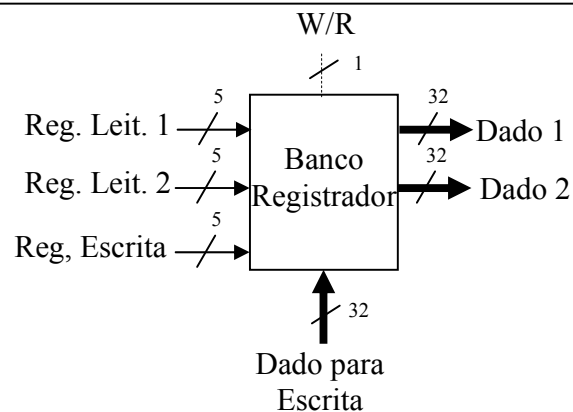 W/R
1
5
Reg. Leit. 1
32
Dado 1
5
Reg. Leit. 2
Banco
Registrador
32
Dado 2
5
Reg, Escrita
32
Dado para
Escrita